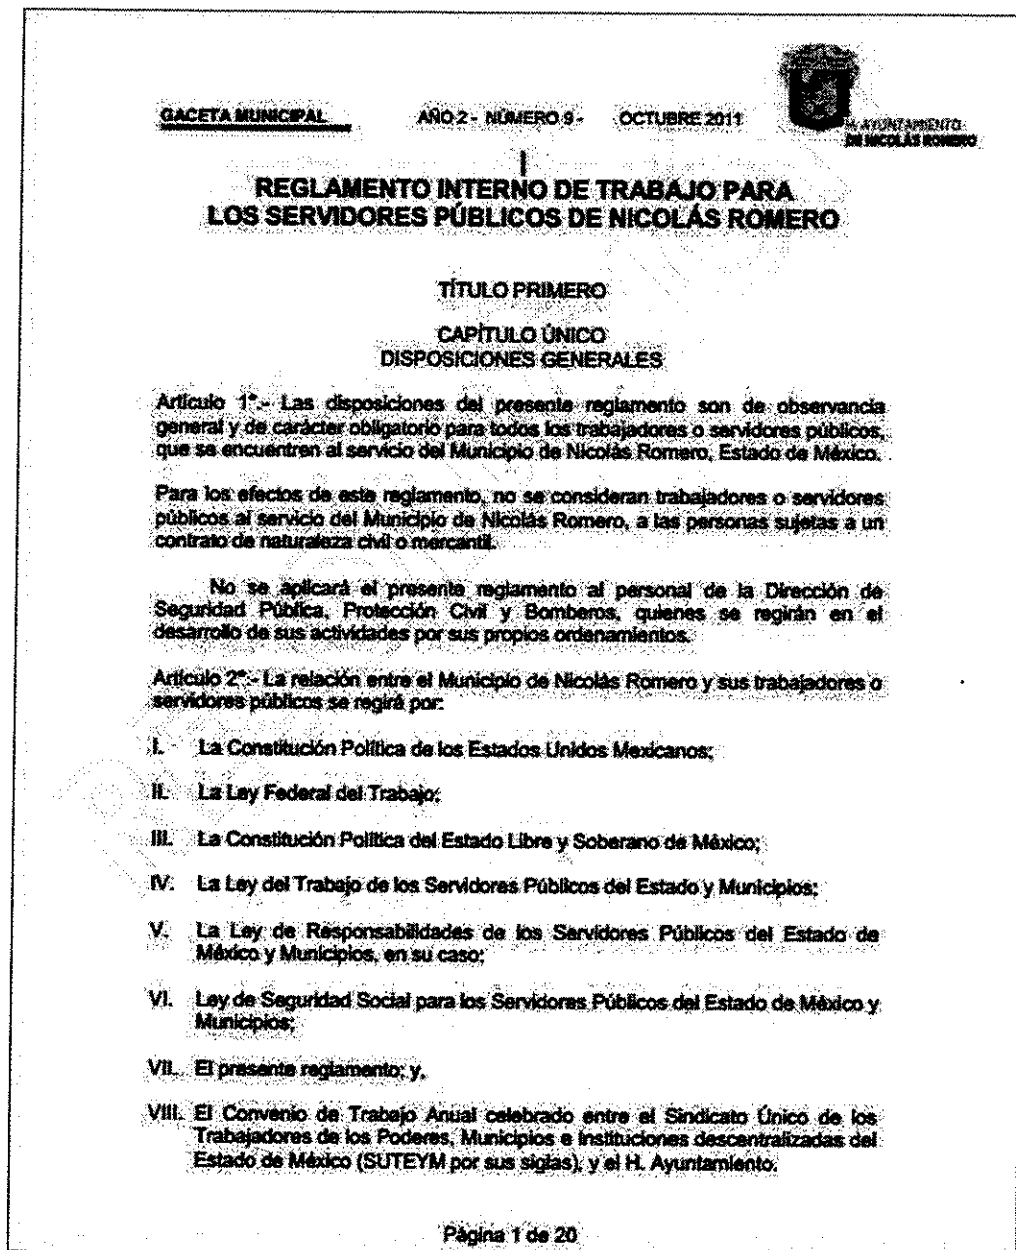 GACETA MUNICIPAL AÑO 2 - NÚMERO 9 - OCTUBRE 2011
H. AYUNTAMIENTO
DE NICOLÁS ROMERO
I
REGLAMENTO INTERNO DE TRABAJO PARA
LOS SERVIDORES PÚBLICOS DE NICOLÁS ROMERO
TÍTULO PRIMERO
CAPÍTULO ÚNICO
DISPOSICIONES GENERALES
Artículo 1°.- Las disposiciones del presente reglamento son de observancia
general y de carácter obligatorio para todos los trabajadores o servidores públicos,
que se encuentren al servicio del Municipio de Nicolás Romero, Estado de México.
Para los efectos de este reglamento, no se consideran trabajadores o servidores
públicos al servicio del Municipio de Nicolás Romero, a las personas sujetas a un
contrato de naturaleza civil o mercantil.
No se aplicará el presente reglamento al personal de la Dirección de
Seguridad Pública, Protección Civil y Bomberos, quienes se regirán en el
desarrollo de sus actividades por sus propios ordenamientos.
Artículo 2°.- La relación entre el Municipio de Nicolás Romero y sus trabajadores o
servidores públicos se regirá por:
I. La Constitución Política de los Estados Unidos Mexicanos;
II. La Ley Federal del Trabajo;
III. La Constitución Política del Estado Libre y Soberano de México;
IV. La Ley del Trabajo de los Servidores Públicos del Estado y Municipios;
V. La Ley de Responsabilidades de los Servidores Públicos del Estado de
México y Municipios, en su caso;
VI. Ley de Seguridad Social para los Servidores Públicos del Estado de México y
Municipios;
VII. El presente reglamento; y,
VIII. El Convenio de Trabajo Anual celebrado entre el Sindicato Único de los
Trabajadores de los Poderes, Municipios e Instituciones descentralizadas del
Estado de México (SUTEYM por sus siglas), y el H. Ayuntamiento.
Página 1 de 20